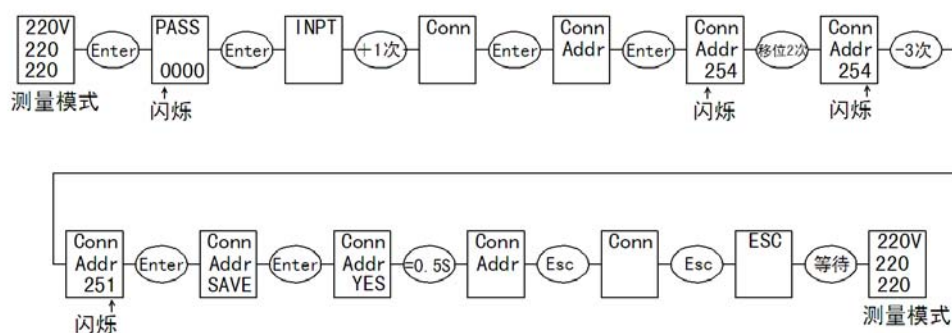 220V
220
220
测量模式
Enter
PASS
0000
闪烁
Enter
INPT
+1次
Conn
Enter
Conn
Addr
Enter
Conn
Addr
254
闪烁
移位2次
Conn
Addr
254
闪烁
-3次
Conn
Addr
251
闪烁
Enter
Conn
Addr
SAVE
Enter
Conn
Addr
YES
=0.5S
Conn
Addr
Esc
Conn
Esc
ESC
等待
220V
220
220
测量模式